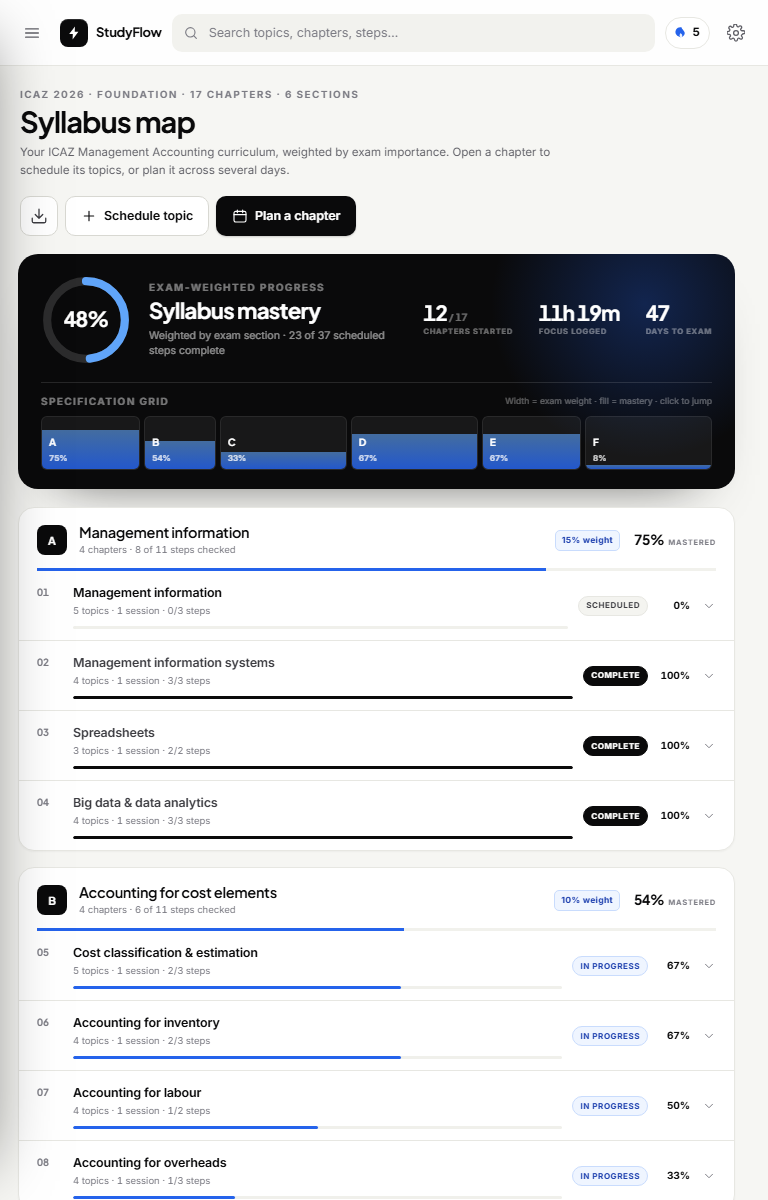 StudyFlow
Search topics, chapters, steps...
5
ICAZ 2026 · FOUNDATION · 17 CHAPTERS · 6 SECTIONS
Syllabus map
Your ICAZ Management Accounting curriculum, weighted by exam importance. Open a chapter to
schedule its topics, or plan it across several days.
Schedule topic
Plan a chapter
48%
EXAM-WEIGHTED PROGRESS
Syllabus mastery
Weighted by exam section · 23 of 37 scheduled
steps complete
12/17
CHAPTERS STARTED
11h19m
FOCUS LOGGED
47
DAYS TO EXAM
SPECIFICATION GRID
Width = exam weight · fill = mastery · click to jump
A
75%
B
54%
C
33%
D
67%
E
67%
F
8%
A
Management information
4 chapters · 8 of 11 steps checked
15% weight
75% MASTERED
01
Management information
5 topics · 1 session · 0/3 steps
SCHEDULED
0%
02
Management information systems
4 topics · 1 session · 3/3 steps
COMPLETE
100%
03
Spreadsheets
3 topics · 1 session · 2/2 steps
COMPLETE
100%
04
Big data & data analytics
4 topics · 1 session · 3/3 steps
COMPLETE
100%
B
Accounting for cost elements
4 chapters · 6 of 11 steps checked
10% weight
54% MASTERED
05
Cost classification & estimation
5 topics · 1 session · 2/3 steps
IN PROGRESS
67%
06
Accounting for inventory
4 topics · 1 session · 2/3 steps
IN PROGRESS
67%
07
Accounting for labour
4 topics · 1 session · 1/2 steps
IN PROGRESS
50%
08
Accounting for overheads
4 topics · 1 session · 1/3 steps
IN PROGRESS
33%